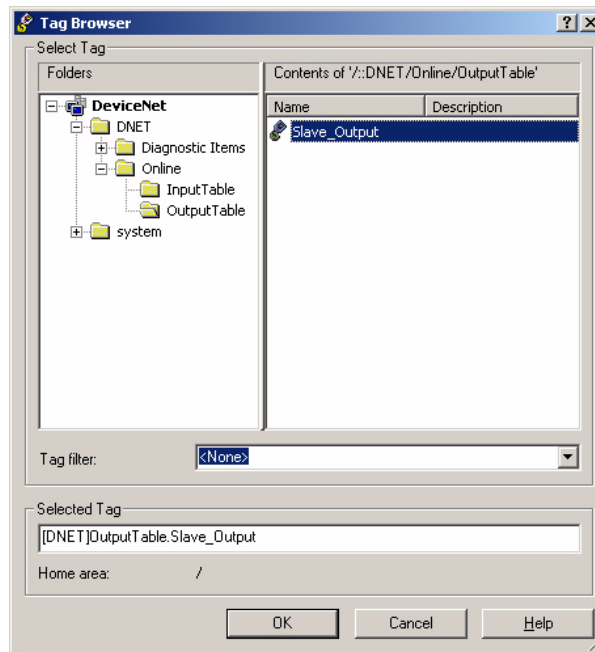 Tag Browser
Select Tag
Folders
Contents of '/::DNET/Online/OutputTable'
DeviceNet
DNET
Diagnostic Items
Online
InputTable
OutputTable
system
Name Description
Slave_Output
Tag filter: <None>
Selected Tag
[DNET]OutputTable.Slave_Output
Home area: /
OK Cancel Help